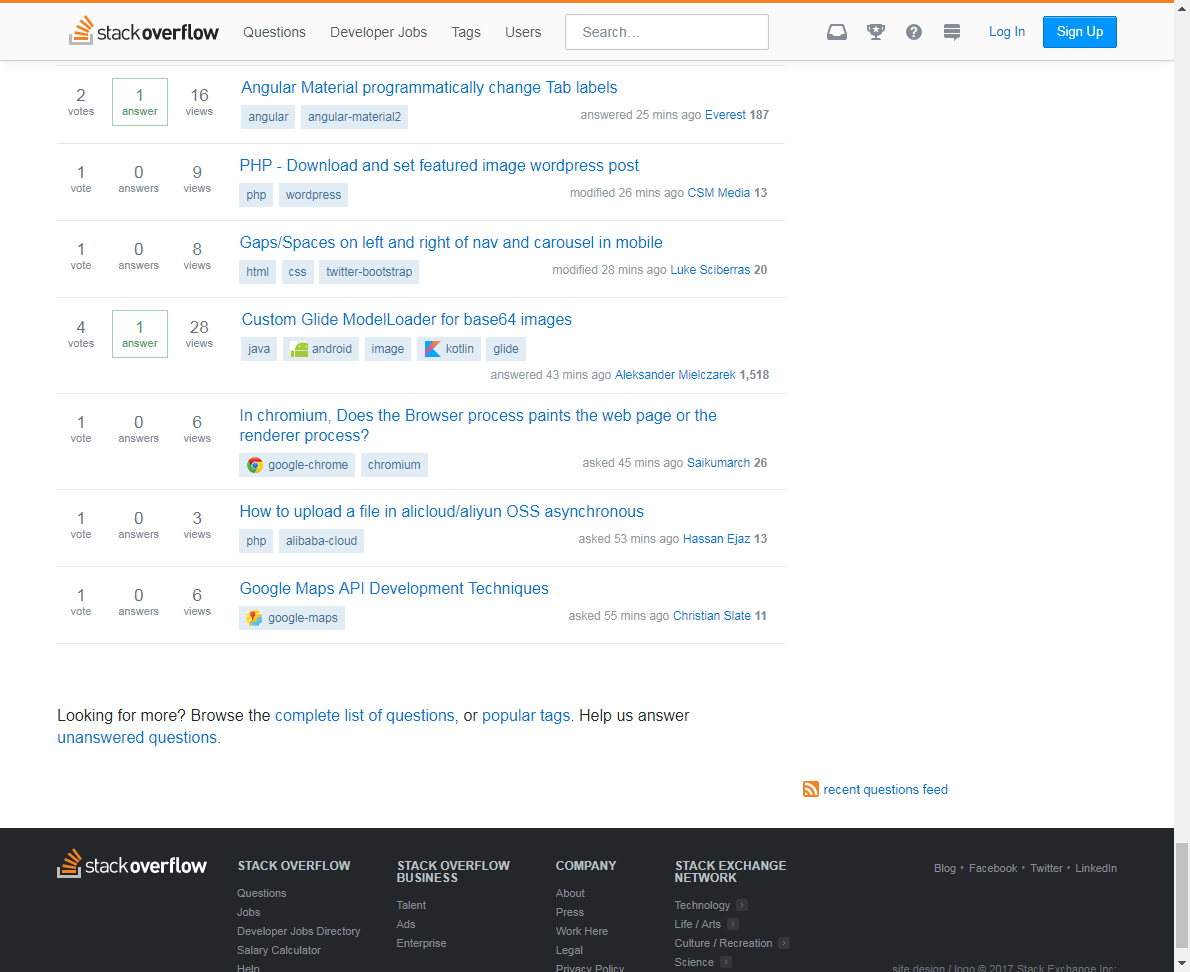 stack overflow Questions Developer Jobs Tags Users Search... Log In Sign Up
2 1 16 Angular Material programmatically change Tab labels
votes answer views angular angular-material2 answered 25 mins ago Everest 187
1 0 9 PHP - Download and set featured image wordpress post
vote answers views php wordpress modified 26 mins ago CSM Media 13
1 0 8 Gaps/Spaces on left and right of nav and carousel in mobile
vote answers views html css twitter-bootstrap modified 28 mins ago Luke Sciberras 20
4 1 28 Custom Glide ModelLoader for base64 images
votes answer views java android image kotlin glide
answered 43 mins ago Aleksander Mielczarek 1,518
1 0 6 In chromium, Does the Browser process paints the web page or the
vote answers views renderer process?
google-chrome chromium asked 45 mins ago Saikumarch 26
1 0 3 How to upload a file in alicloud/aliyun OSS asynchronous
vote answers views php alibaba-cloud asked 53 mins ago Hassan Ejaz 13
1 0 6 Google Maps API Development Techniques
vote answers views google-maps asked 55 mins ago Christian Slate 11
Looking for more? Browse the complete list of questions, or popular tags. Help us answer
unanswered questions.
recent questions feed
stack overflow
STACK OVERFLOW
Questions
Jobs
Developer Jobs Directory
Salary Calculator
Help
STACK OVERFLOW
BUSINESS
Talent
Ads
Enterprise
COMPANY
About
Press
Work Here
Legal
Privacy Policy
STACK EXCHANGE
NETWORK
Technology
Life / Arts
Culture / Recreation
Science
Blog • Facebook • Twitter • LinkedIn
site design / logo © 2017 Stack Exchange Inc;